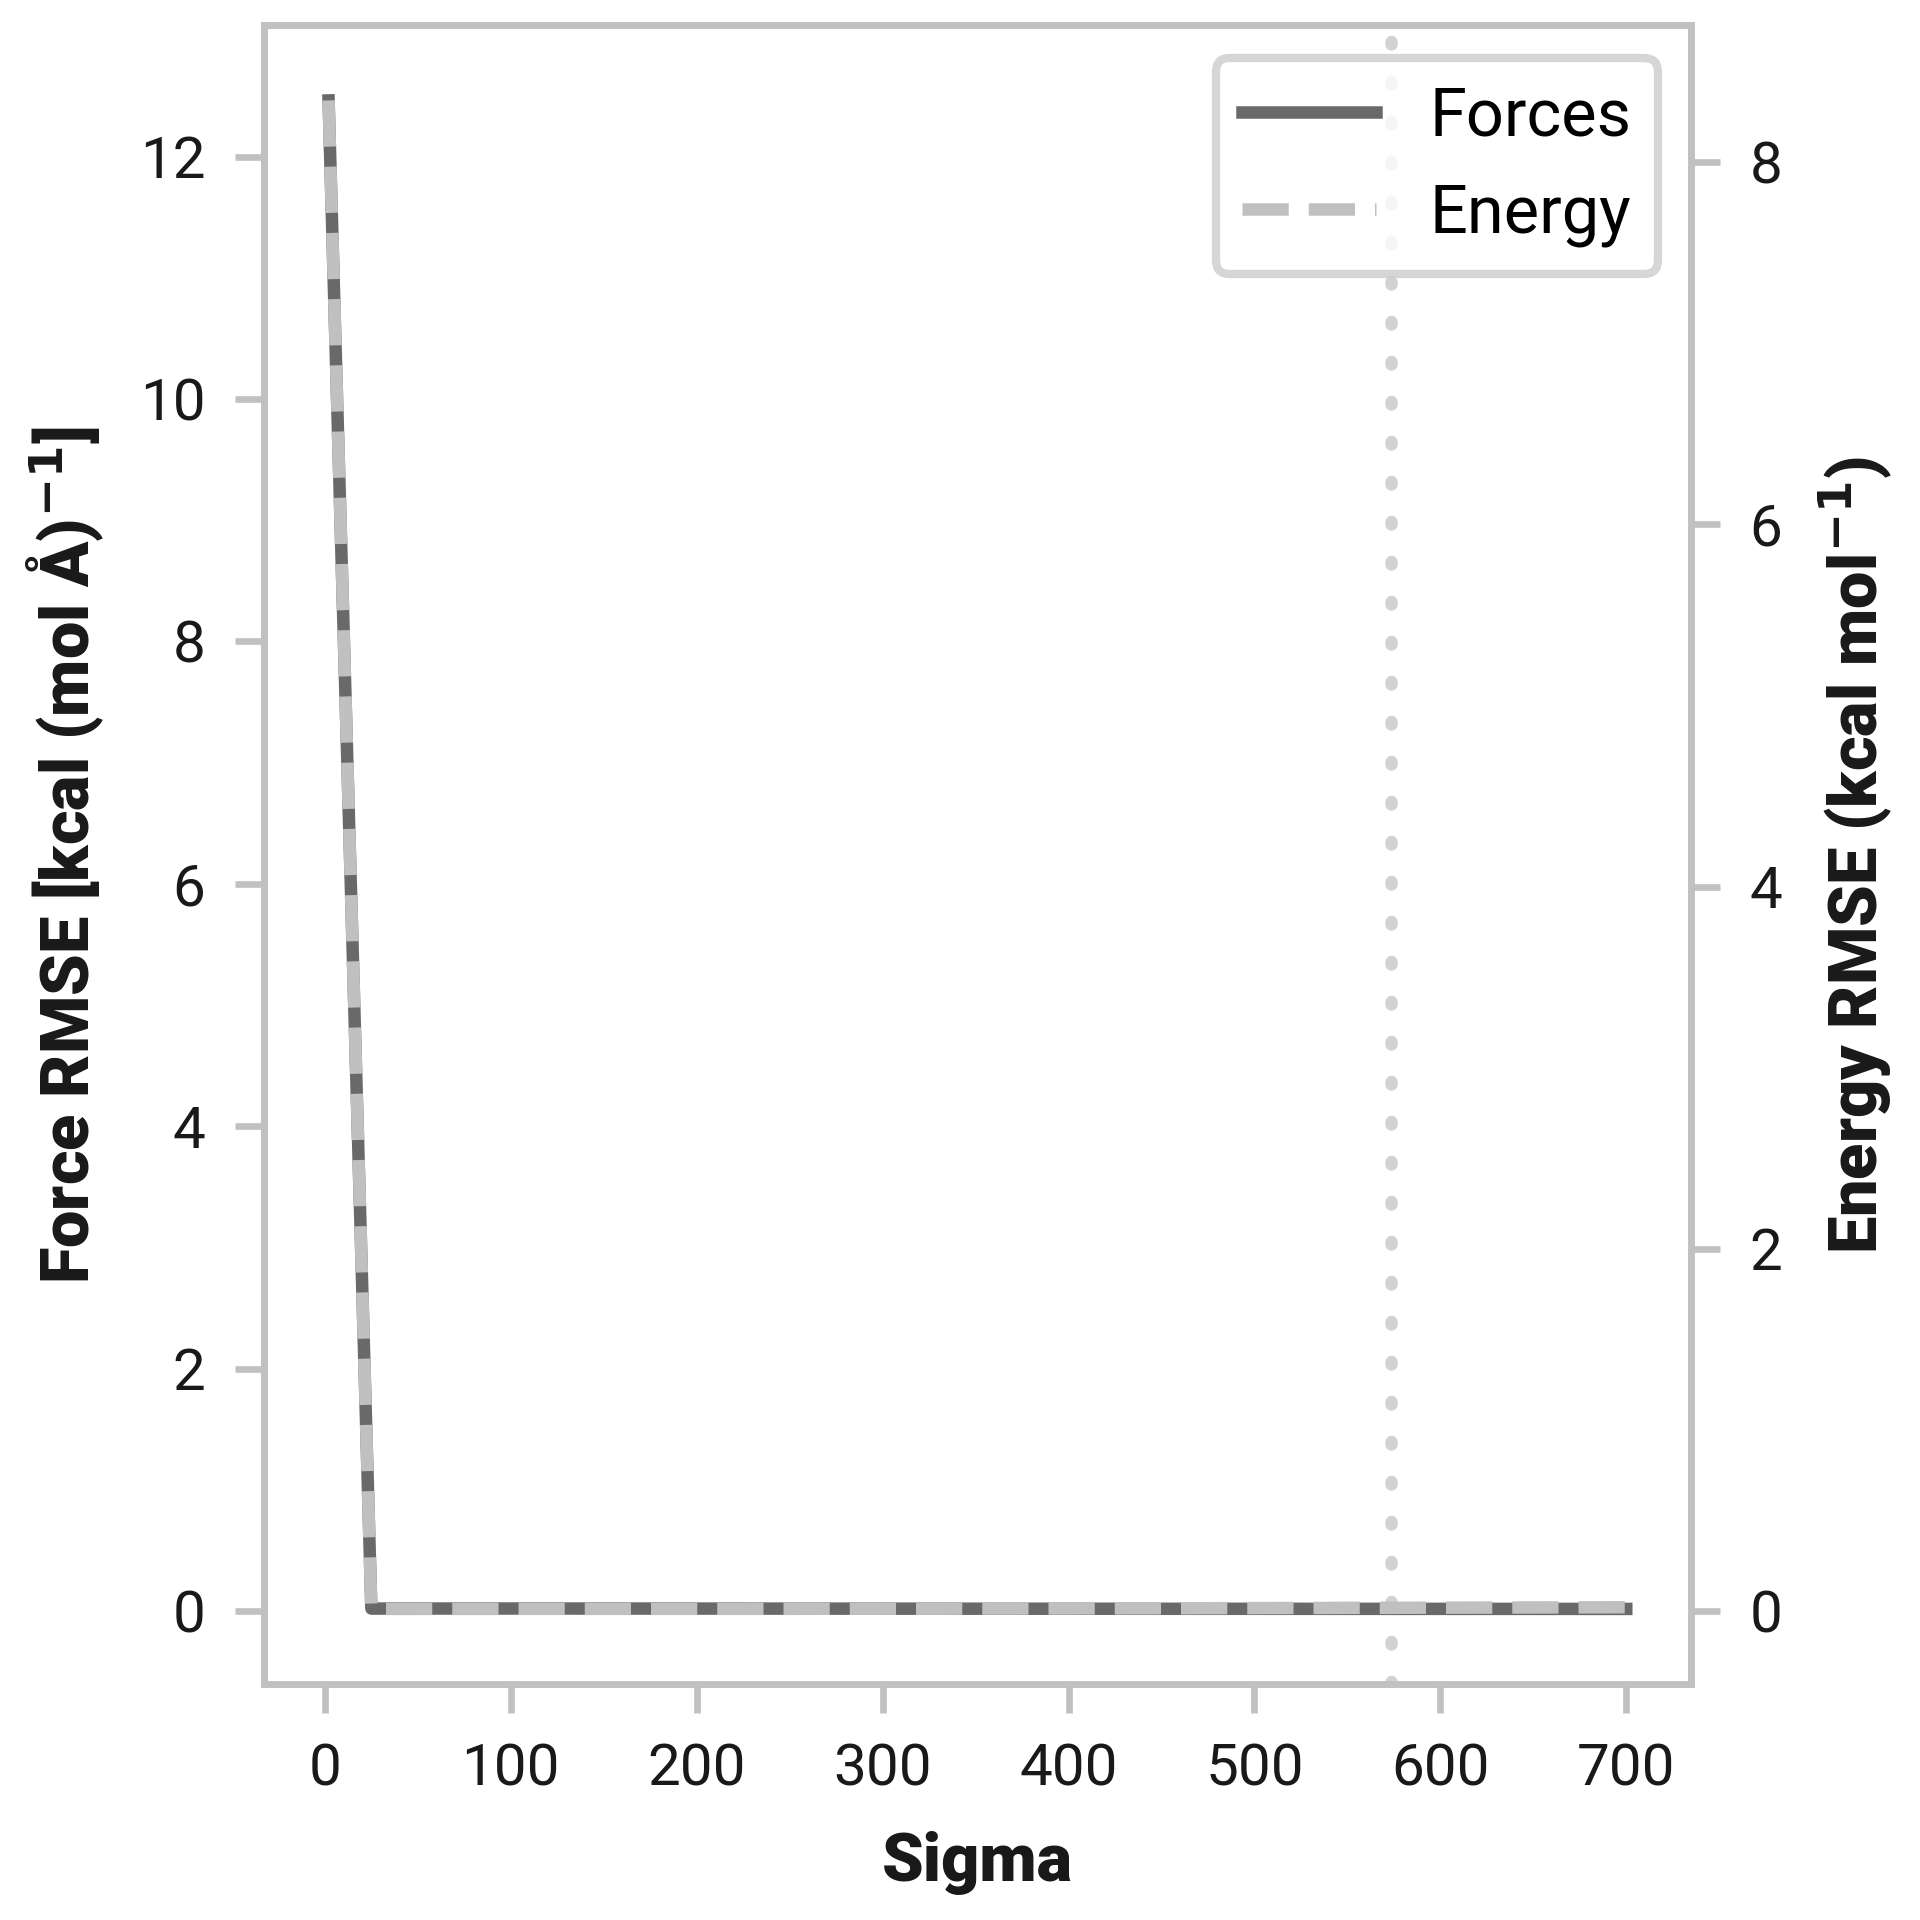 Forces
Energy
12
10
8
6
4
2
0
Force RMSE [kcal (mol Å)⁻¹]
8
6
4
2
0
Energy RMSE (kcal mol⁻¹)
0 100 200 300 400 500 600 700
Sigma